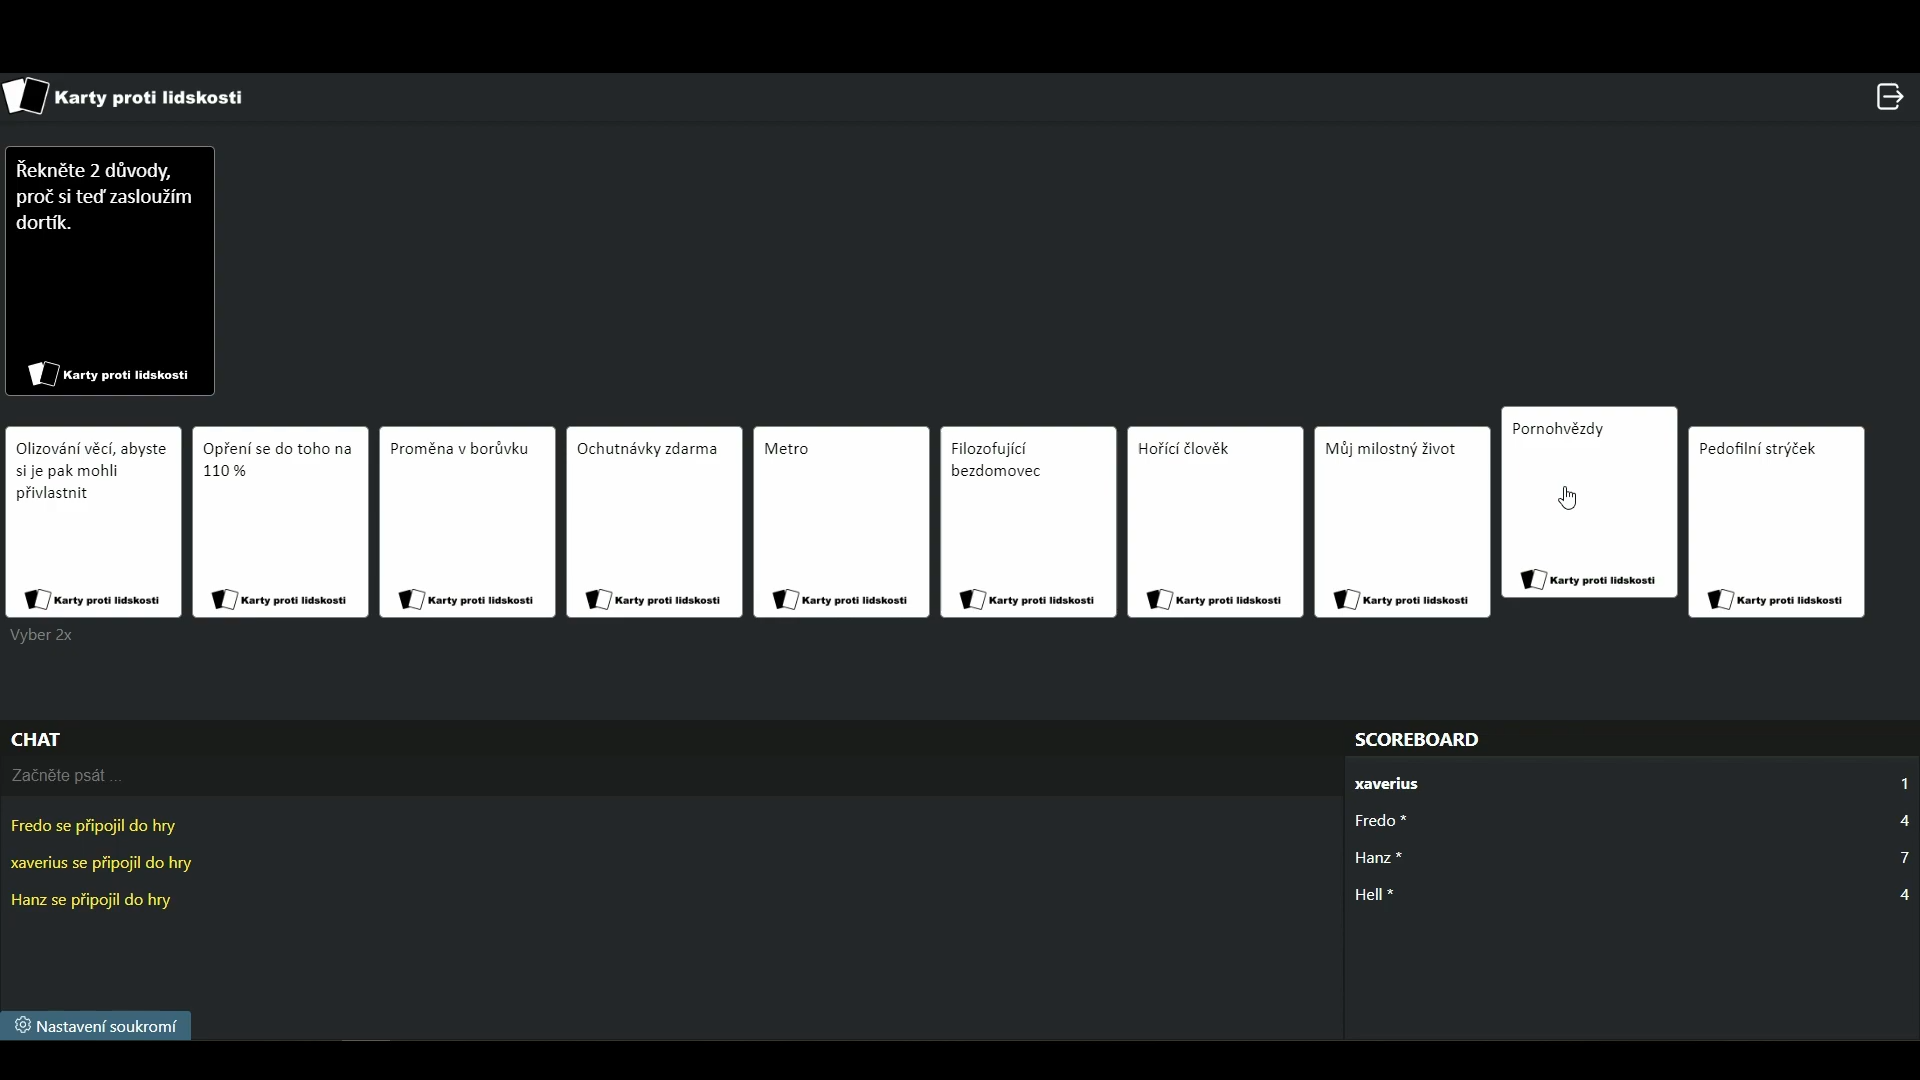 Karty proti lidskosti
Řekněte 2 důvody,
proč si teď zasloužím
dortík.
Karty proti lidskosti
Olizování věcí, abyste
si je pak mohli
přivlastnit
Karty proti lidskosti
Opření se do toho na
110 %
Karty proti lidskosti
Proměna v borůvku
Karty proti lidskosti
Ochutnávky zdarma
Karty proti lidskosti
Metro
Karty proti lidskosti
Filozofující
bezdomovec
Karty proti lidskosti
Hořící člověk
Karty proti lidskosti
Můj milostný život
Karty proti lidskosti
Pornohvězdy
Karty proti lidskosti
Pedofilní strýček
Karty proti lidskosti
Vyber 2x
CHAT
Začněte psát ...
Fredo se připojil do hry
xaverius se připojil do hry
Hanz se připojil do hry
Nastavení soukromí
SCOREBOARD
xaverius 1
Fredo * 4
Hanz * 7
Hell * 4